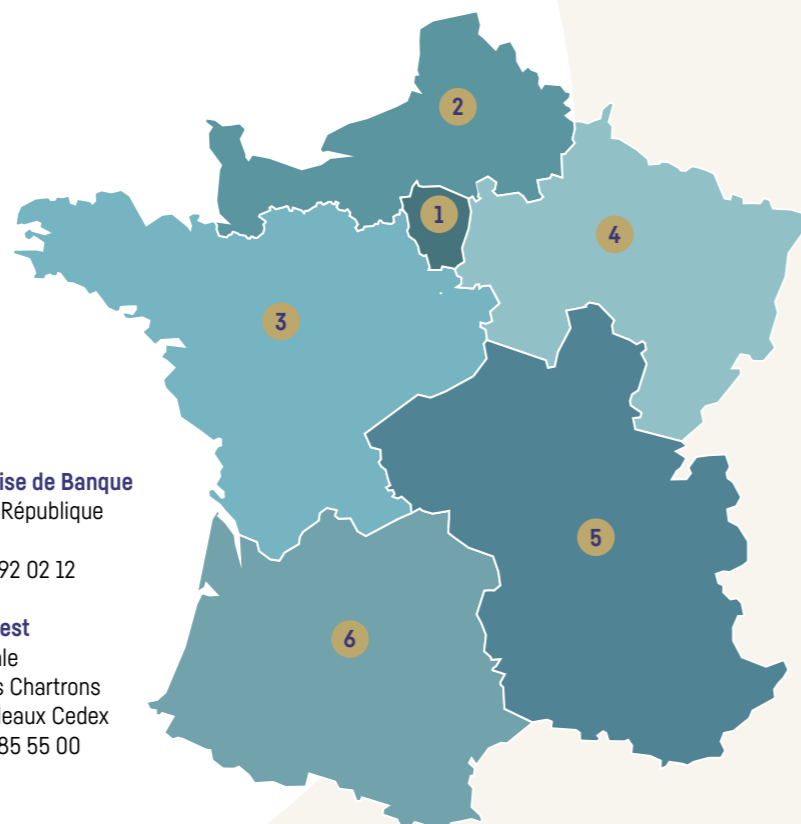 2
1
4
3
ise de Banque
République
92 02 12
5
est
ale
s Chartrons
deaux Cedex
85 55 00
6